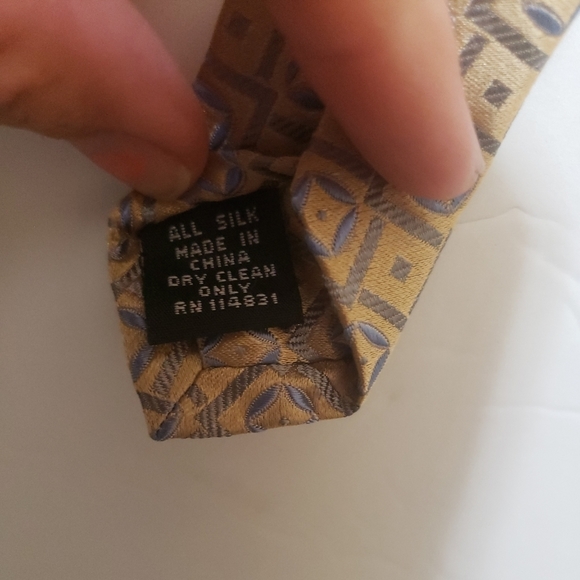 ALL SILK
MADE IN
CHINA
DRY CLEAN
ONLY
RN 114831